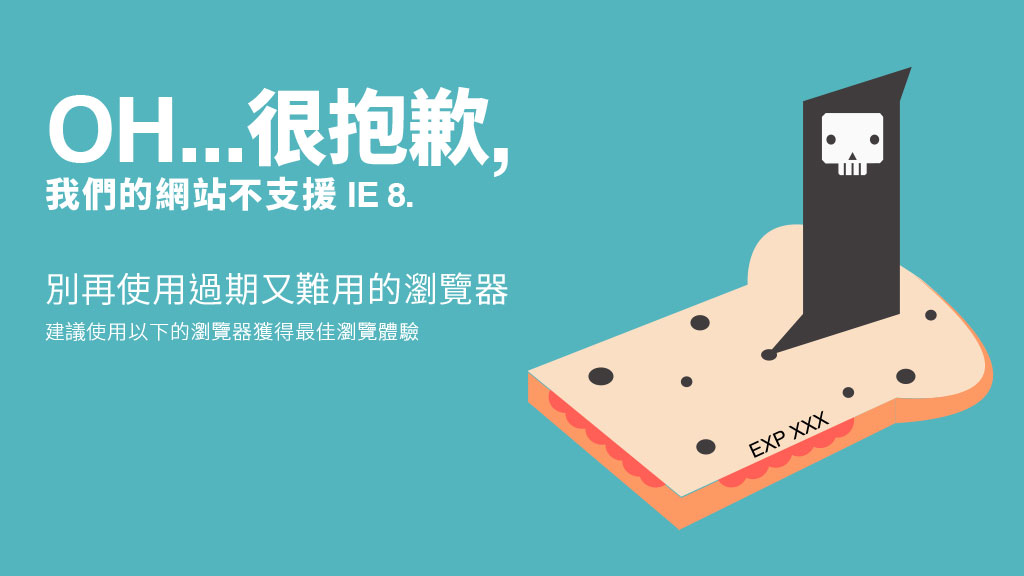 OH...很抱歉,
我們的網站不支援 IE 8.
別再使用過期又難用的瀏覽器
建議使用以下的瀏覽器獲得最佳瀏覽體驗
EXP XXX